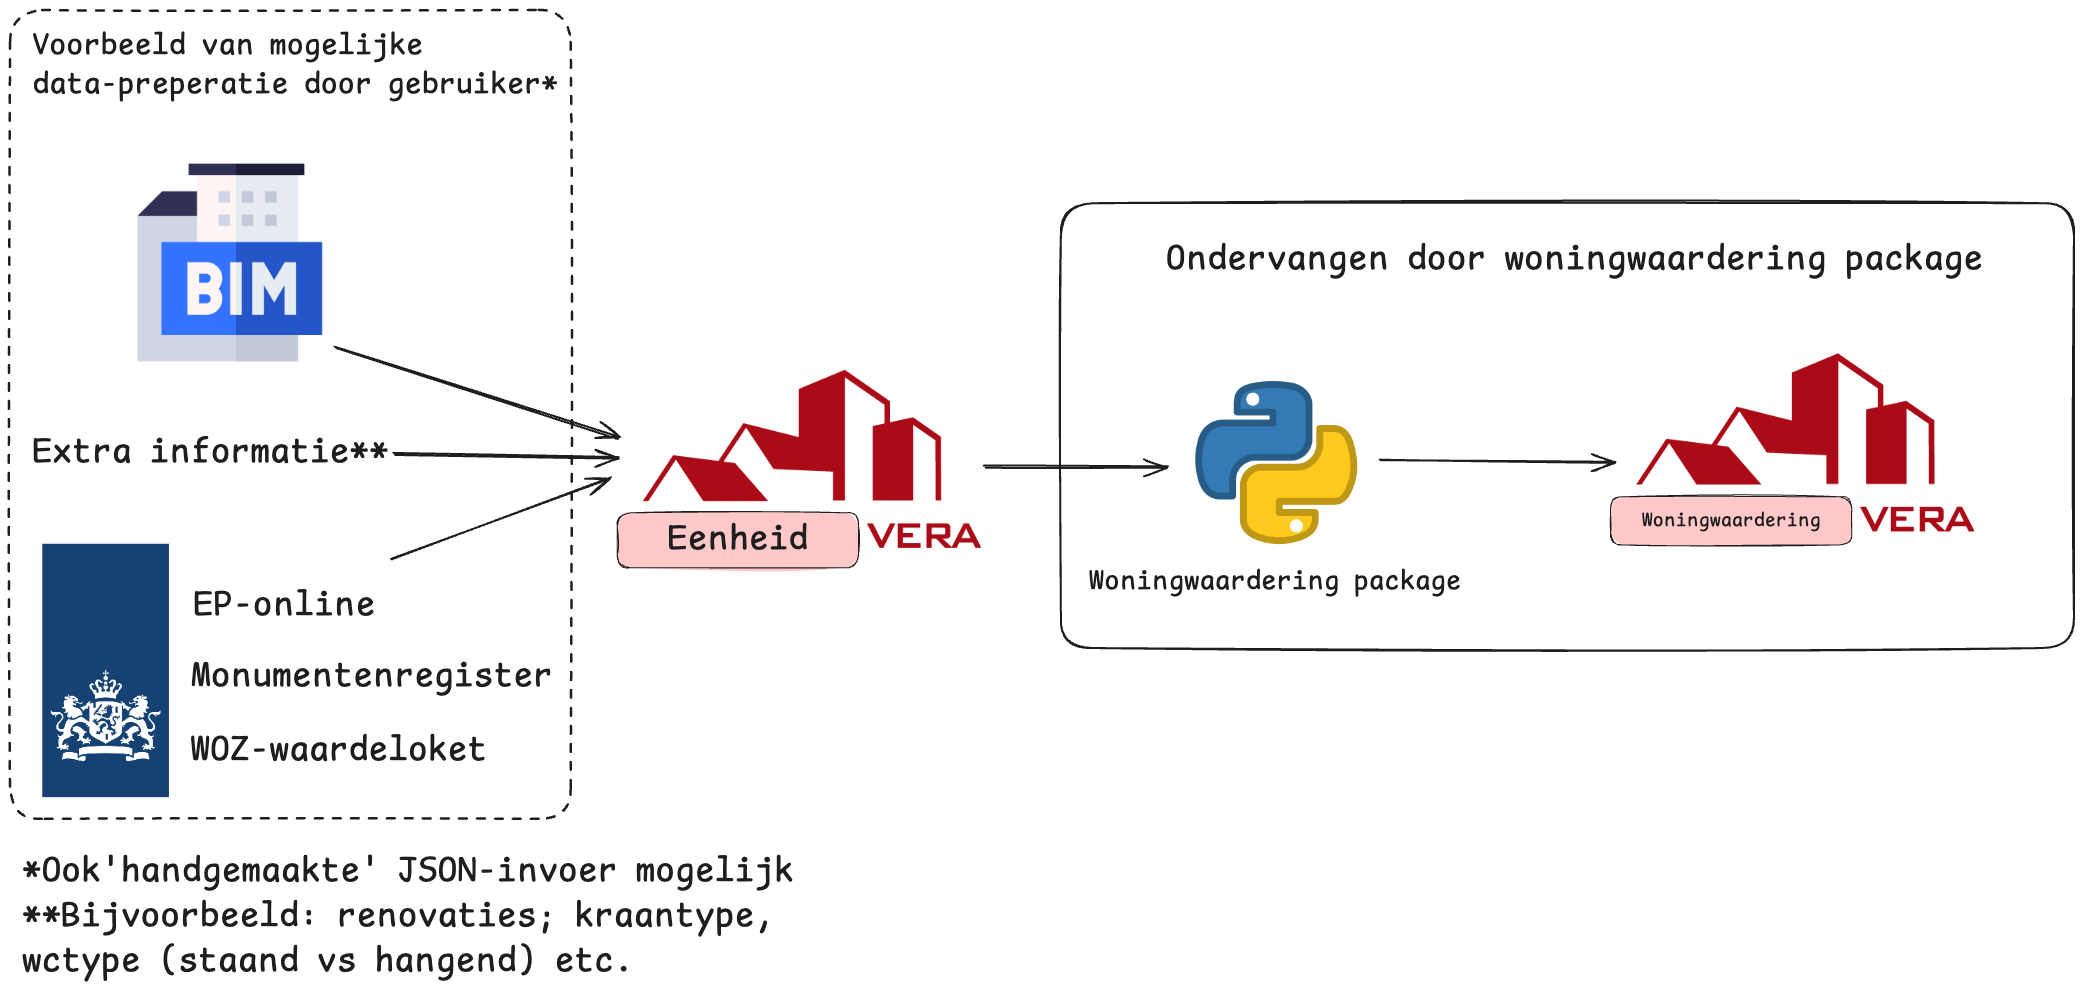 Voorbeeld van mogelijke
data-preperatie door gebruiker*
BIM
Extra informatie**
EP-online
Monumentenregister
WOZ-waardeloket
Eenheid
VERA
Ondervangen door woningwaardering package
Woningwaardering package
Woningwaardering
VERA
*Ook'handgemaakte' JSON-invoer mogelijk
**Bijvoorbeeld: renovaties; kraantype,
wctype (staand vs hangend) etc.